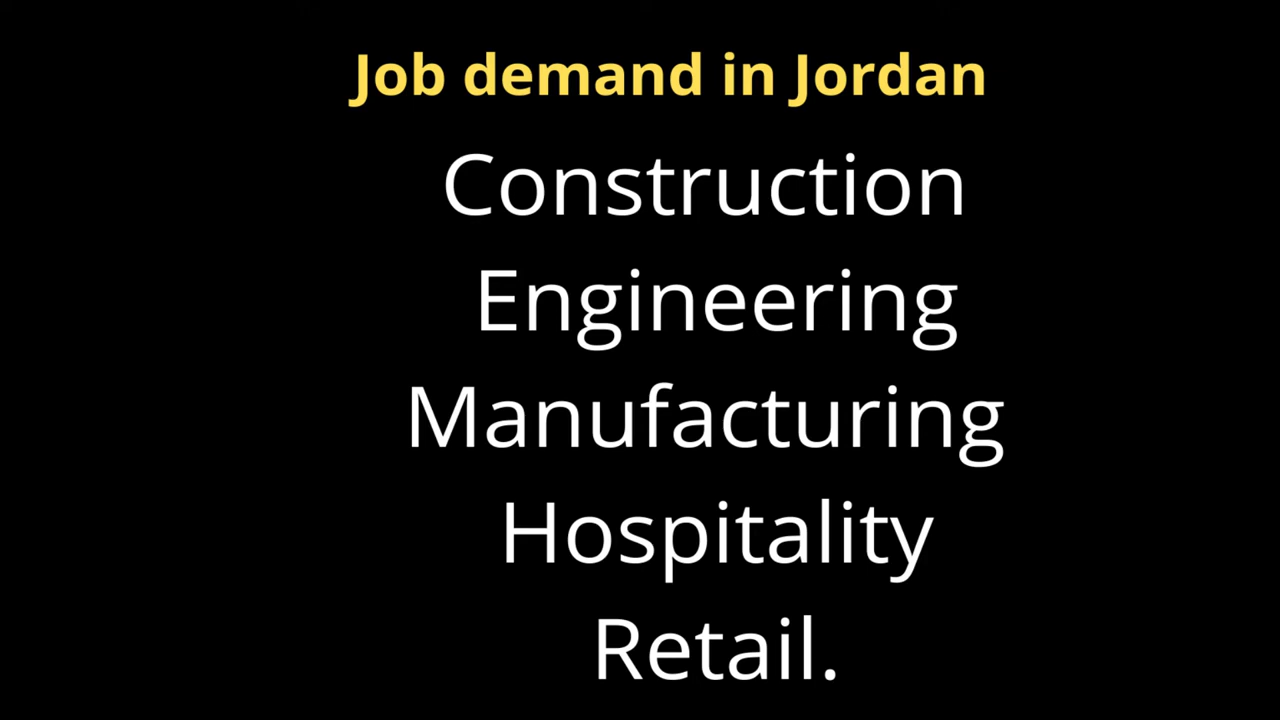 Job demand in Jordan
Construction
Engineering
Manufacturing
Hospitality
Retail.